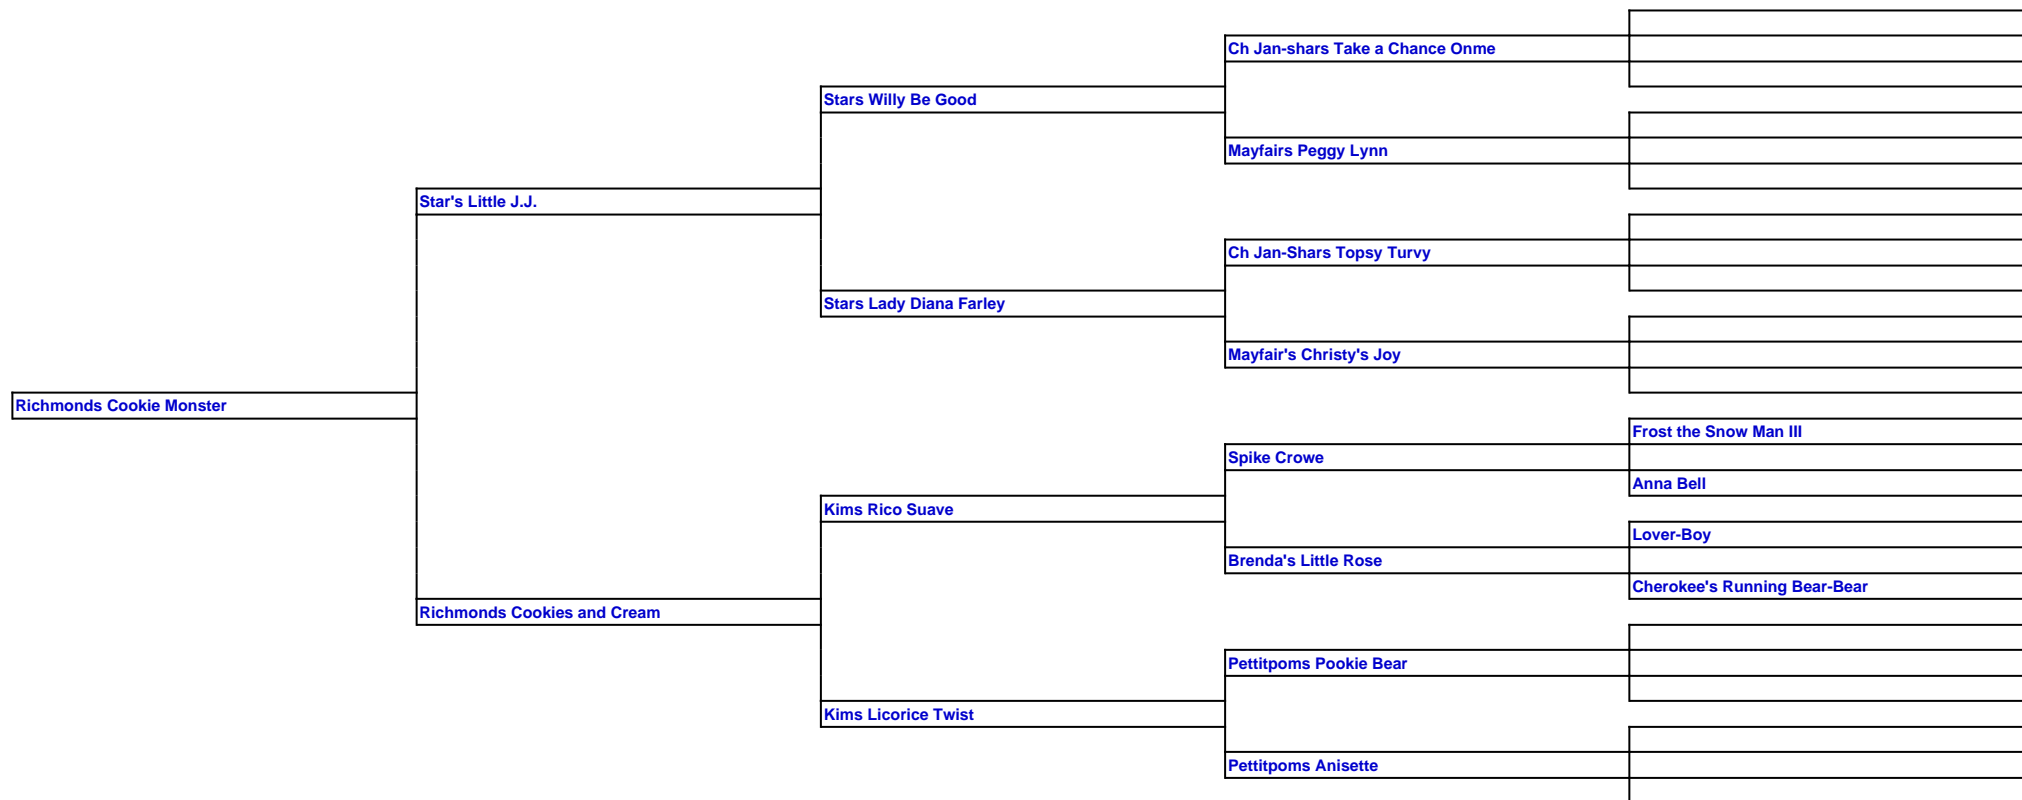 Ch Jan-shars Take a Chance Onme
Stars Willy Be Good
Mayfairs Peggy Lynn
Star's Little J.J.
Ch Jan-Shars Topsy Turvy
Stars Lady Diana Farley
Mayfair's Christy's Joy
Richmonds Cookie Monster
Frost the Snow Man III
Spike Crowe
Anna Bell
Kims Rico Suave
Lover-Boy
Brenda's Little Rose
Cherokee's Running Bear-Bear
Richmonds Cookies and Cream
Pettitpoms Pookie Bear
Kims Licorice Twist
Pettitpoms Anisette